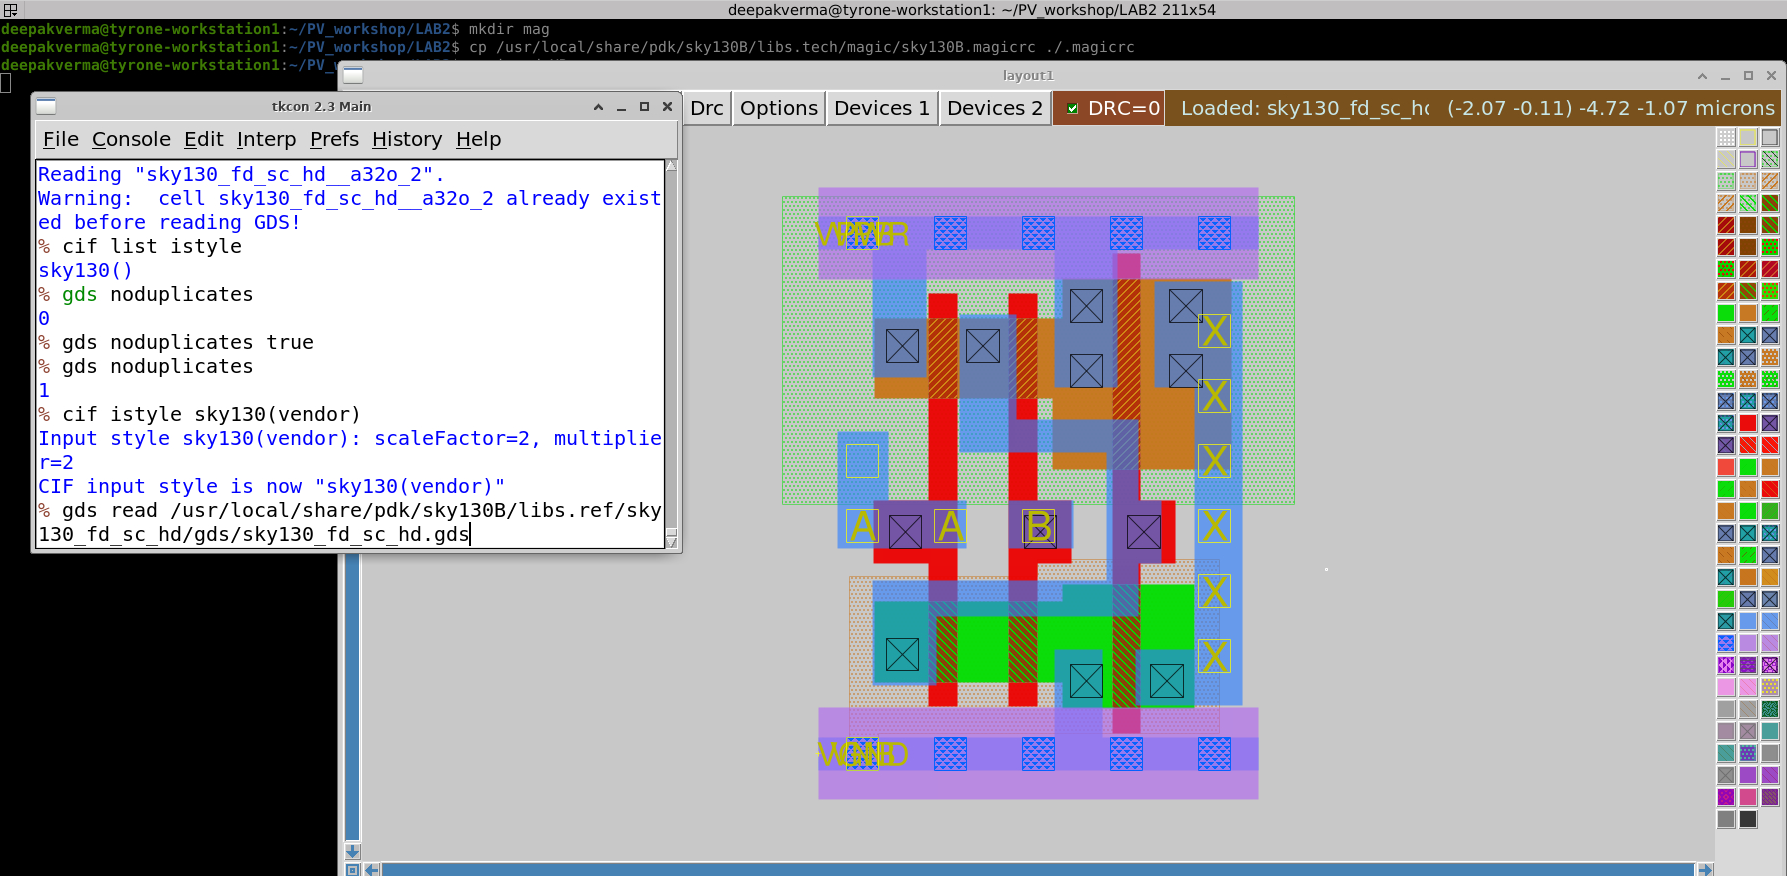 deepakverma@tyrone-workstation1: ~/PV_workshop/LAB2 211x54
deepakverma@tyrone-workstation1:~/PV_workshop/LAB2$ mkdir mag
deepakverma@tyrone-workstation1:~/PV_workshop/LAB2$ cp /usr/local/share/pdk/sky130B/libs.tech/magic/sky130B.magicrc ./.magicrc
deepakverma@tyrone-workstation1:~/PV_
layout1
tkcon 2.3 Main
File Console Edit Interp Prefs History Help
Drc Options Devices 1 Devices 2 DRC=0 Loaded: sky130_fd_sc_hd (-2.07 -0.11) -4.72 -1.07 microns
Reading "sky130_fd_sc_hd__a32o_2".
Warning:  cell sky130_fd_sc_hd__a32o_2 already exist
ed before reading GDS!
% cif list istyle
sky130()
% gds noduplicates
0
% gds noduplicates true
% gds noduplicates
1
% cif istyle sky130(vendor)
Input style sky130(vendor): scaleFactor=2, multiplie
r=2
CIF input style is now "sky130(vendor)"
% gds read /usr/local/share/pdk/sky130B/libs.ref/sky
130_fd_sc_hd/gds/sky130_fd_sc_hd.gds
X
X
X
A A B X
X
X